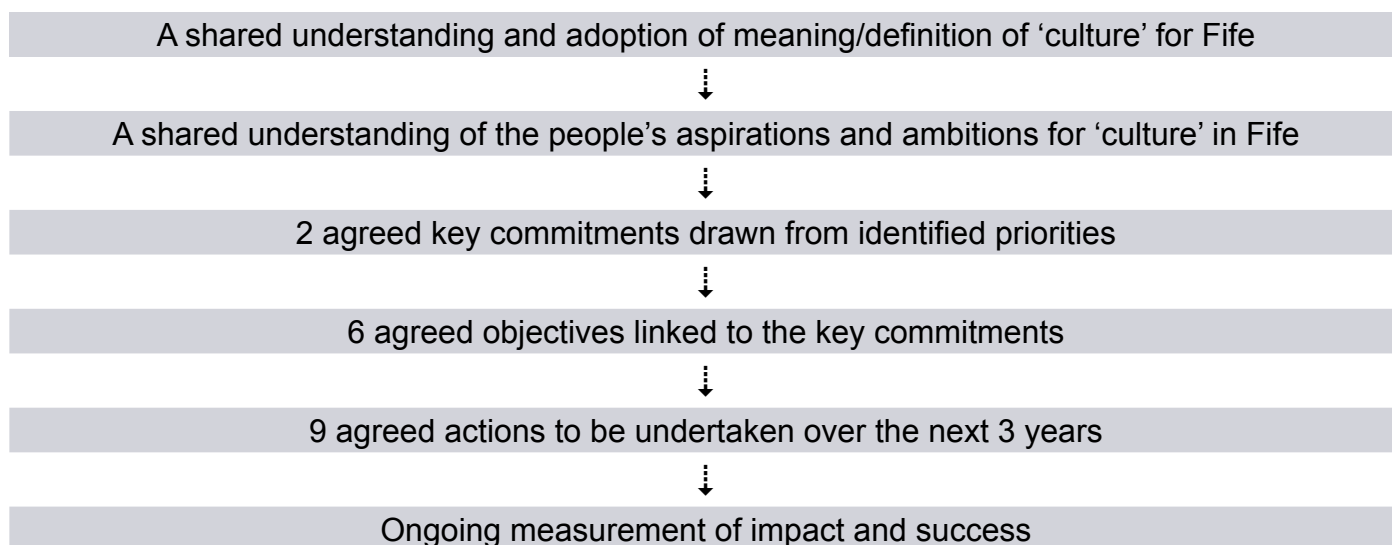 A shared understanding and adoption of meaning/definition of ‘culture’ for Fife
A shared understanding of the people’s aspirations and ambitions for ‘culture’ in Fife
2 agreed key commitments drawn from identified priorities
6 agreed objectives linked to the key commitments
9 agreed actions to be undertaken over the next 3 years
Ongoing measurement of impact and success